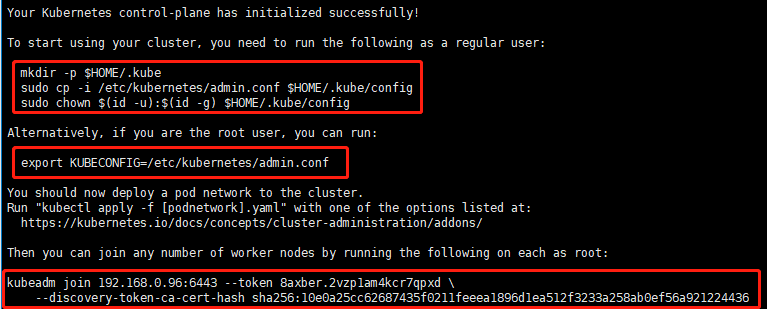 Your Kubernetes control-plane has initialized successfully!
To start using your cluster, you need to run the following as a regular user:
mkdir -p $HOME/.kube
sudo cp -i /etc/kubernetes/admin.conf $HOME/.kube/config
sudo chown $(id -u):$(id -g) $HOME/.kube/config
Alternatively, if you are the root user, you can run:
export KUBECONFIG=/etc/kubernetes/admin.conf
You should now deploy a pod network to the cluster.
Run "kubectl apply -f [podnetwork].yaml" with one of the options listed at:
https://kubernetes.io/docs/concepts/cluster-administration/addons/
Then you can join any number of worker nodes by running the following on each as root:
kubeadm join 192.168.0.96:6443 --token 8axber.2vzp1am4kcr7qpxd \
--discovery-token-ca-cert-hash sha256:10e0a25cc62687435f0211feeea1896d1ea512f3233a258ab0ef56a921224436